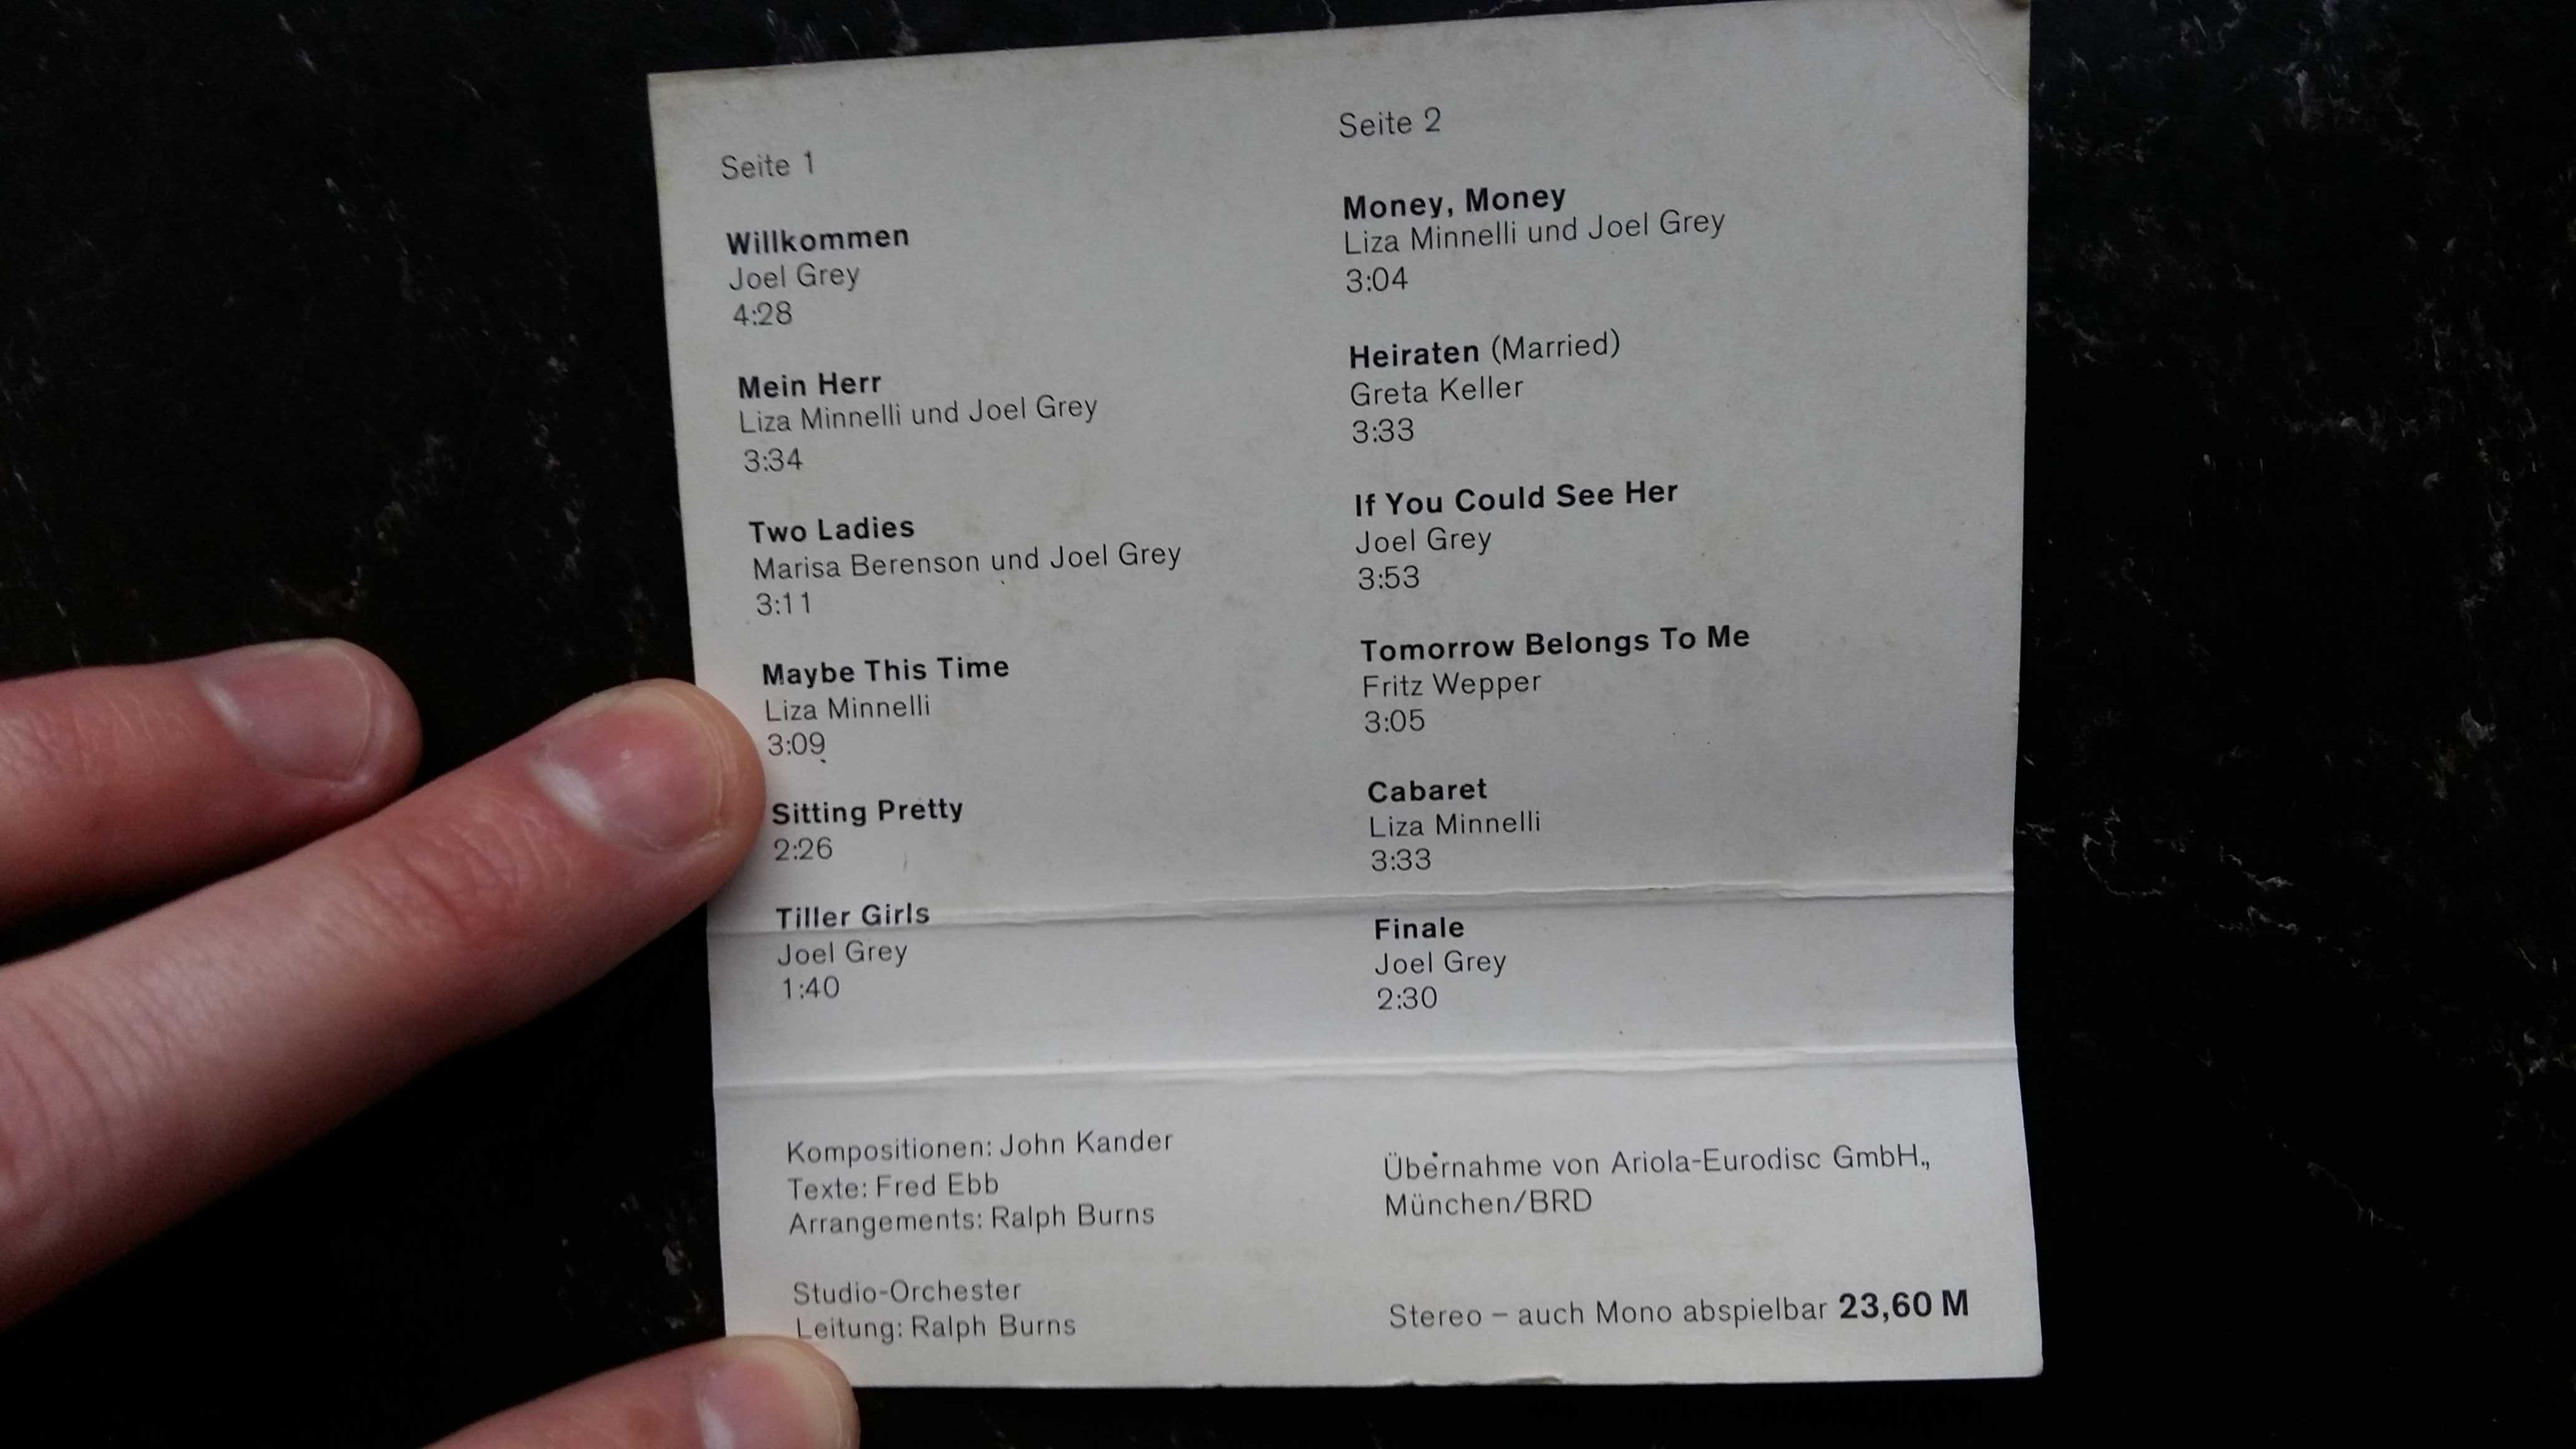 Seite 1
Willkommen
Joel Grey
4:28
Mein Herr
Liza Minnelli und Joel Grey
3:34
Two Ladies
Marisa Berenson und Joel Grey
3:11
Maybe This Time
Liza Minnelli
3:09
Sitting Pretty
2:26
Tiller Girls
Joel Grey
1:40
Seite 2
Money, Money
Liza Minnelli und Joel Grey
3:04
Heiraten (Married)
Greta Keller
3:33
If You Could See Her
Joel Grey
3:53
Tomorrow Belongs To Me
Fritz Wepper
3:05
Cabaret
Liza Minnelli
3:33
Finale
Joel Grey
2:30
Kompositionen: John Kander
Texte: Fred Ebb
Arrangements: Ralph Burns
Studio-Orchester
Leitung: Ralph Burns
Übernahme von Ariola-Eurodisc GmbH.,
München/BRD
Stereo – auch Mono abspielbar 23,60 M